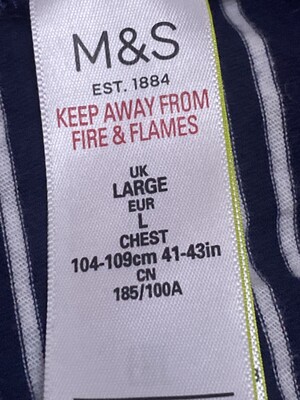 M&S
EST. 1884
KEEP AWAY FROM
FIRE & FLAMES
UK
LARGE
EUR
L
CHEST
104-109cm 41-43in
CN
185/100A